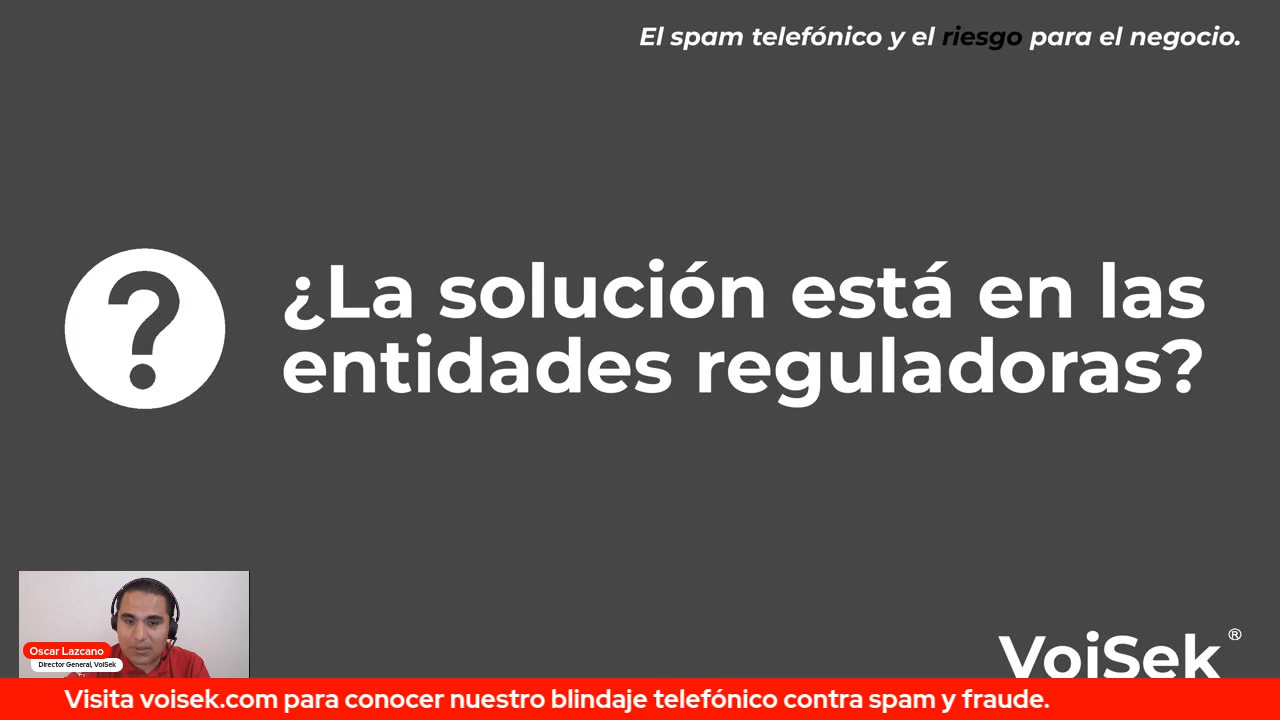 El spam telefónico y el riesgo para el negocio.
?
¿La solución está en las
entidades reguladoras?
Oscar Lazcano
Director General, VoiSek
VoiSek®
Visita voisek.com para conocer nuestro blindaje telefónico contra spam y fraude.